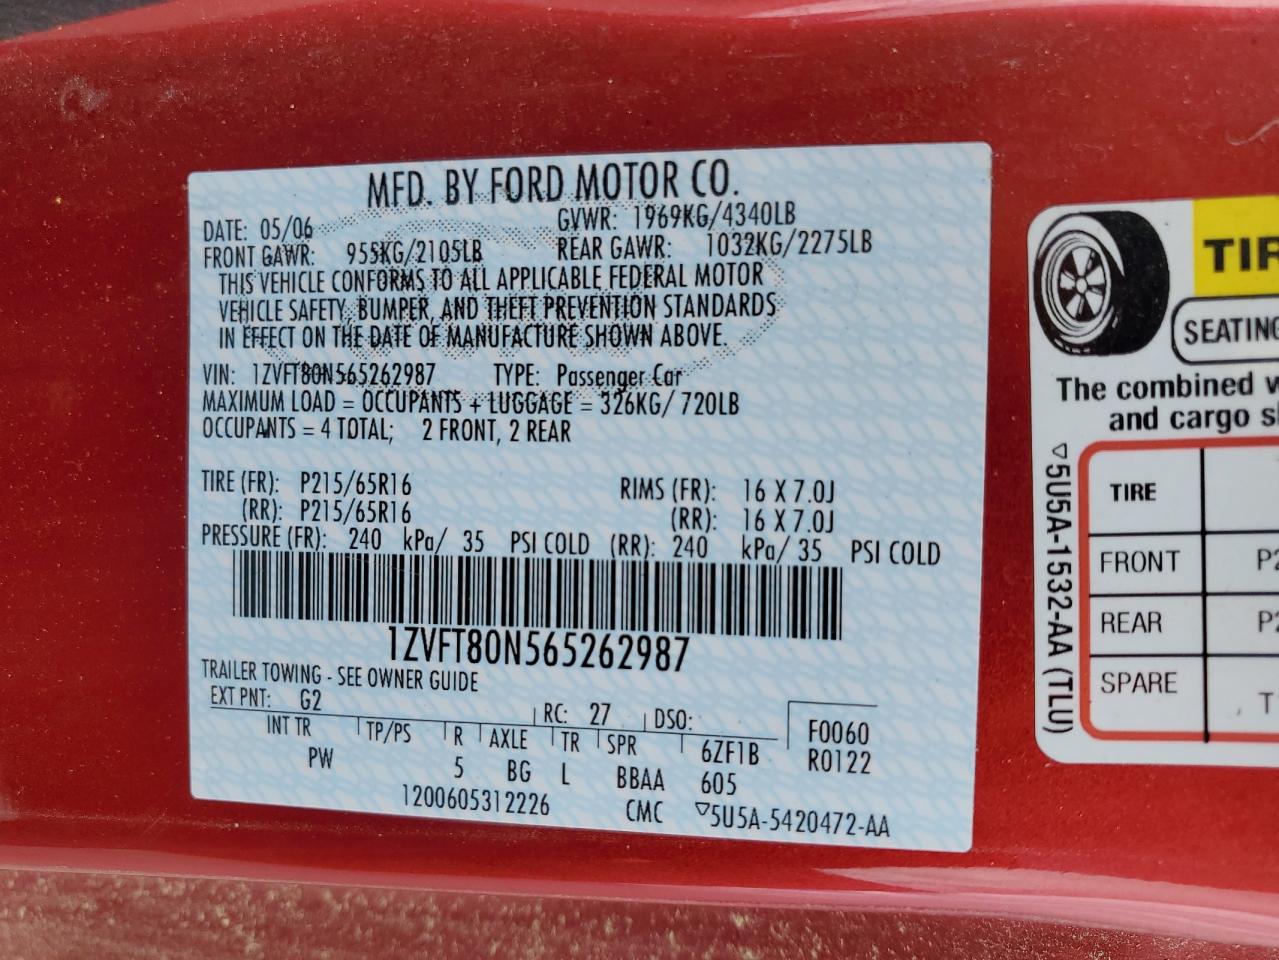 MFD. BY FORD MOTOR CO.
DATE: 05/06 GVWR: 1969KG/4340LB
FRONT GAWR: 955KG/2105LB REAR GAWR: 1032KG/2275LB
THIS VEHICLE CONFORMS TO ALL APPLICABLE FEDERAL MOTOR
VEHICLE SAFETY, BUMPER, AND THEFT PREVENTION STANDARDS
IN EFFECT ON THE DATE OF MANUFACTURE SHOWN ABOVE.
VIN: 1ZVFT80N565262987 TYPE: Passenger Car
MAXIMUM LOAD = OCCUPANTS + LUGGAGE = 326KG/ 720LB
OCCUPANTS = 4 TOTAL; 2 FRONT, 2 REAR
TIRE (FR): P215/65R16 RIMS (FR): 16 X 7.0J
(RR): P215/65R16 (RR): 16 X 7.0J
PRESSURE (FR): 240 kPa/ 35 PSI COLD (RR): 240 kPa/ 35 PSI COLD
1ZVFT80N565262987
TRAILER TOWING - SEE OWNER GUIDE
EXT PNT: G2 RC: 27 DSO: F0060
INT TR TP/PS R AXLE TR SPR 6ZF1B R0122
PW 5 BG L BBAA 605
1200605312226 CMC ▽5U5A-5420472-AA
TIR
SEATING
The combined w
and cargo s
▽5U5A-1532-AA (TLU)
TIRE
FRONT P2
REAR P2
SPARE T